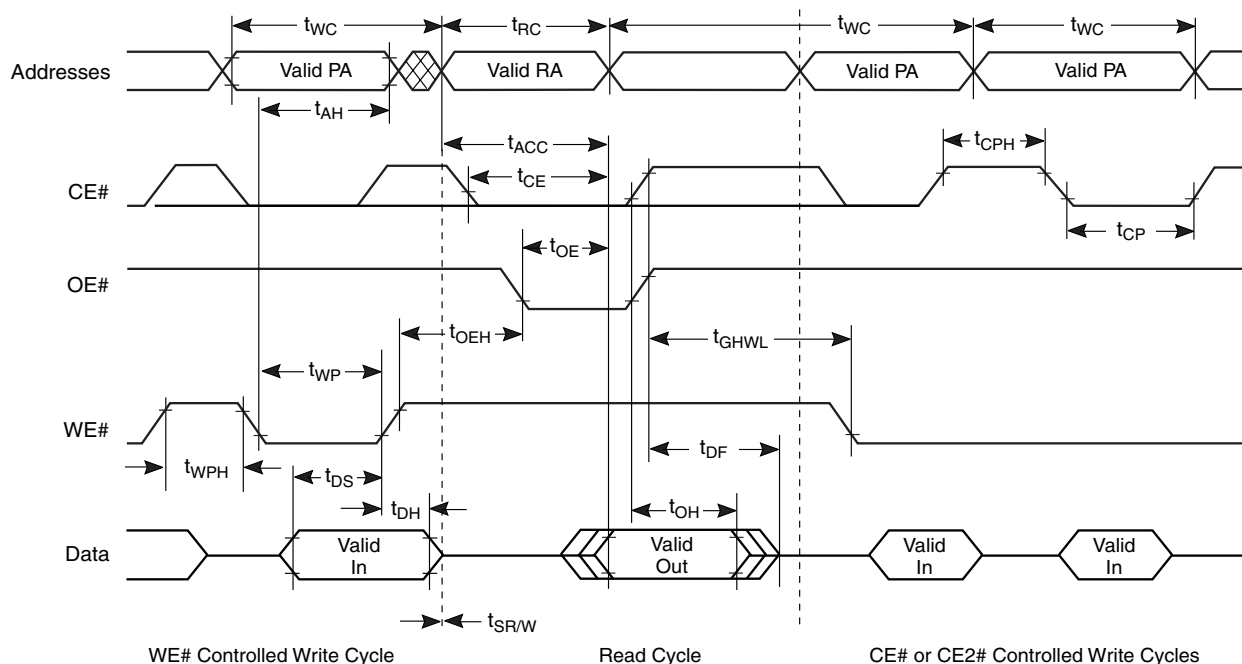 tWC tRC tWC tWC
Addresses Valid PA Valid RA Valid PA Valid PA
tAH
tACC
tCPH
tCE
CE#
tCP
tOE
OE#
tOEH
tGHWL
tWP
WE#
tDF
tWPH
tDS
tDH
tOH
Data Valid In Valid Out Valid In Valid In
tSR/W
WE# Controlled Write Cycle Read Cycle CE# or CE2# Controlled Write Cycles